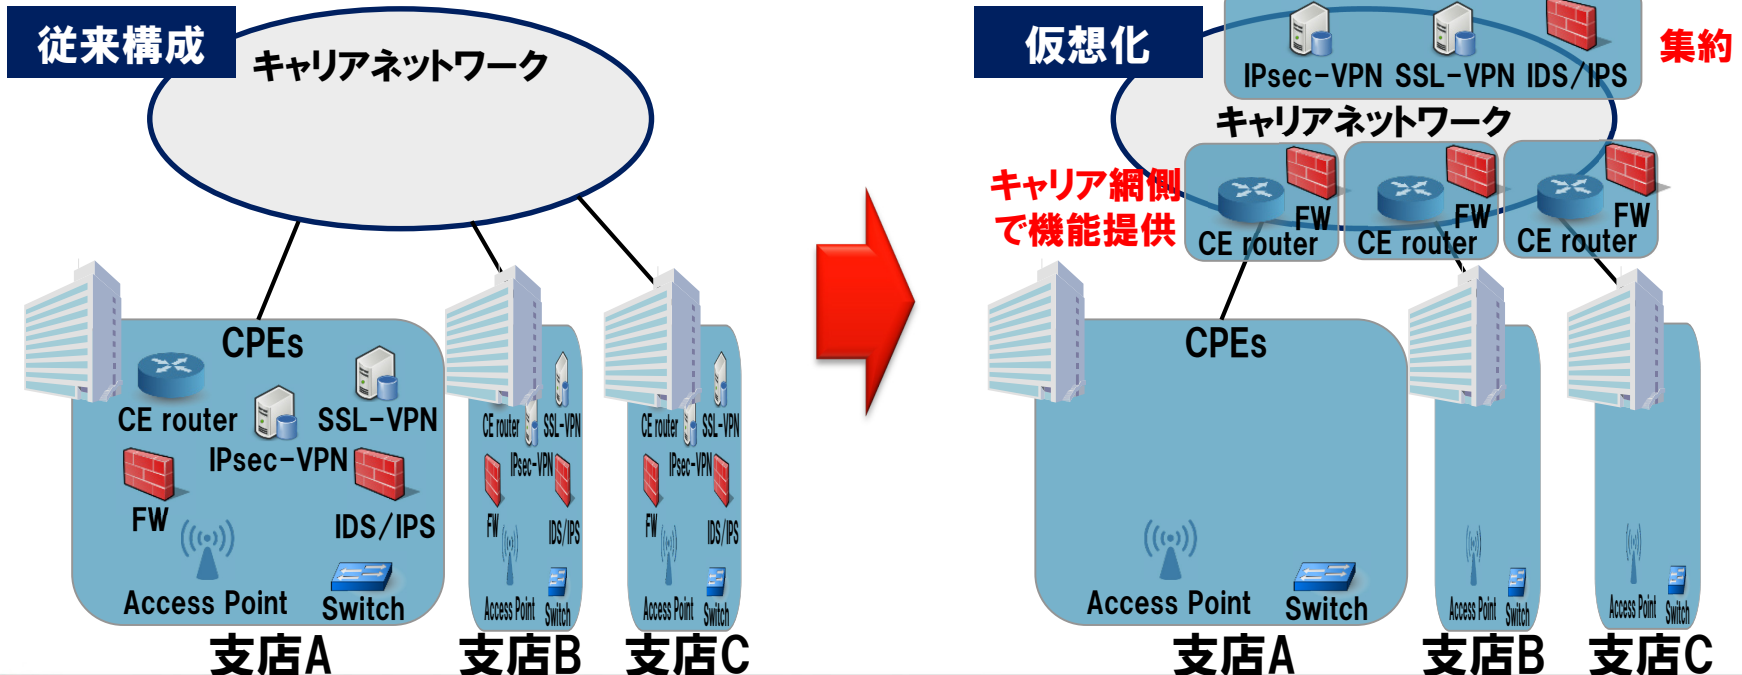 従来構成
キャリアネットワーク
CPEs
CE router
SSL-VPN
IPsec-VPN
FW
IDS/IPS
Access Point
Switch
支店A
CE router
SSL-VPN
IPsec-VPN
FW
IDS/IPS
Access Point
Switch
支店B
CE router
SSL-VPN
IPsec-VPN
FW
IDS/IPS
Access Point
Switch
支店C
仮想化
IPsec-VPN SSL-VPN IDS/IPS
集約
キャリアネットワーク
キャリア網側
で機能提供
FW
CE router
FW
CE router
FW
CE router
CPEs
Access Point
Switch
支店A
Access Point
Switch
支店B
Access Point
Switch
支店C